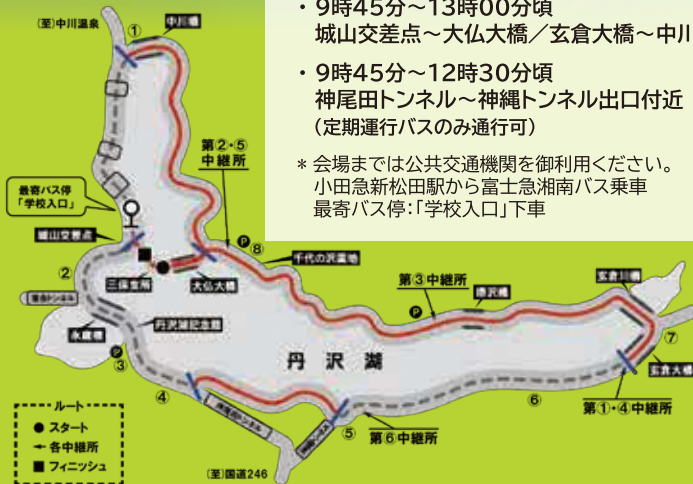 ・9時45分～13時00分頃
城山交差点～大仏大橋／玄倉大橋～中川
・9時45分～12時30分頃
神尾田トンネル～神縄トンネル出口付近
（定期運行バスのみ通行可）
＊会場までは公共交通機関を御利用ください。
小田急新松田駅から富士急湘南バス乗車
最寄バス停：「学校入口」下車
(至)中川温泉
①
中川橋
第②・⑤
中継所
最寄バス停
「学校入口」
城山交差点
P
⑧
千代の沢園地
②
三保支所
大仏大橋
第③中継所
P
玄倉川橋
永歳橋
丹沢湖記念館
P
③
丹沢湖
⑦
玄倉大橋
④
⑤
第⑥中継所
⑥
第①・④中継所
神尾田トンネル
ルート
スタート
各中継所
フィニッシュ
(至)国道246